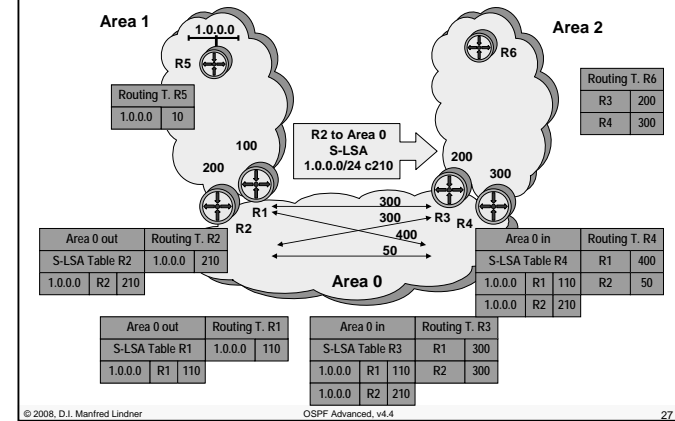 Area 1
1.0.0.0
Area 2
R5
R6
Routing T. R5
1.0.0.0 10
Routing T. R6
R3 200
R4 300
R2 to Area 0
S-LSA
1.0.0.0/24 c210
100
200
200
300
R2
R1
R3
R4
300
300
400
50
Area 0
Area 0 out Routing T. R2
S-LSA Table R2 1.0.0.0 210
1.0.0.0 R2 210
Area 0 in Routing T. R4
S-LSA Table R4 R1 400
1.0.0.0 R1 110 R2 50
1.0.0.0 R2 210
Area 0 out Routing T. R1
S-LSA Table R1 1.0.0.0 110
1.0.0.0 R1 110
Area 0 in Routing T. R3
S-LSA Table R3 R1 300
1.0.0.0 R1 110 R2 300
1.0.0.0 R2 210
© 2008, D.I. Manfred Lindner OSPF Advanced, v4.4 27